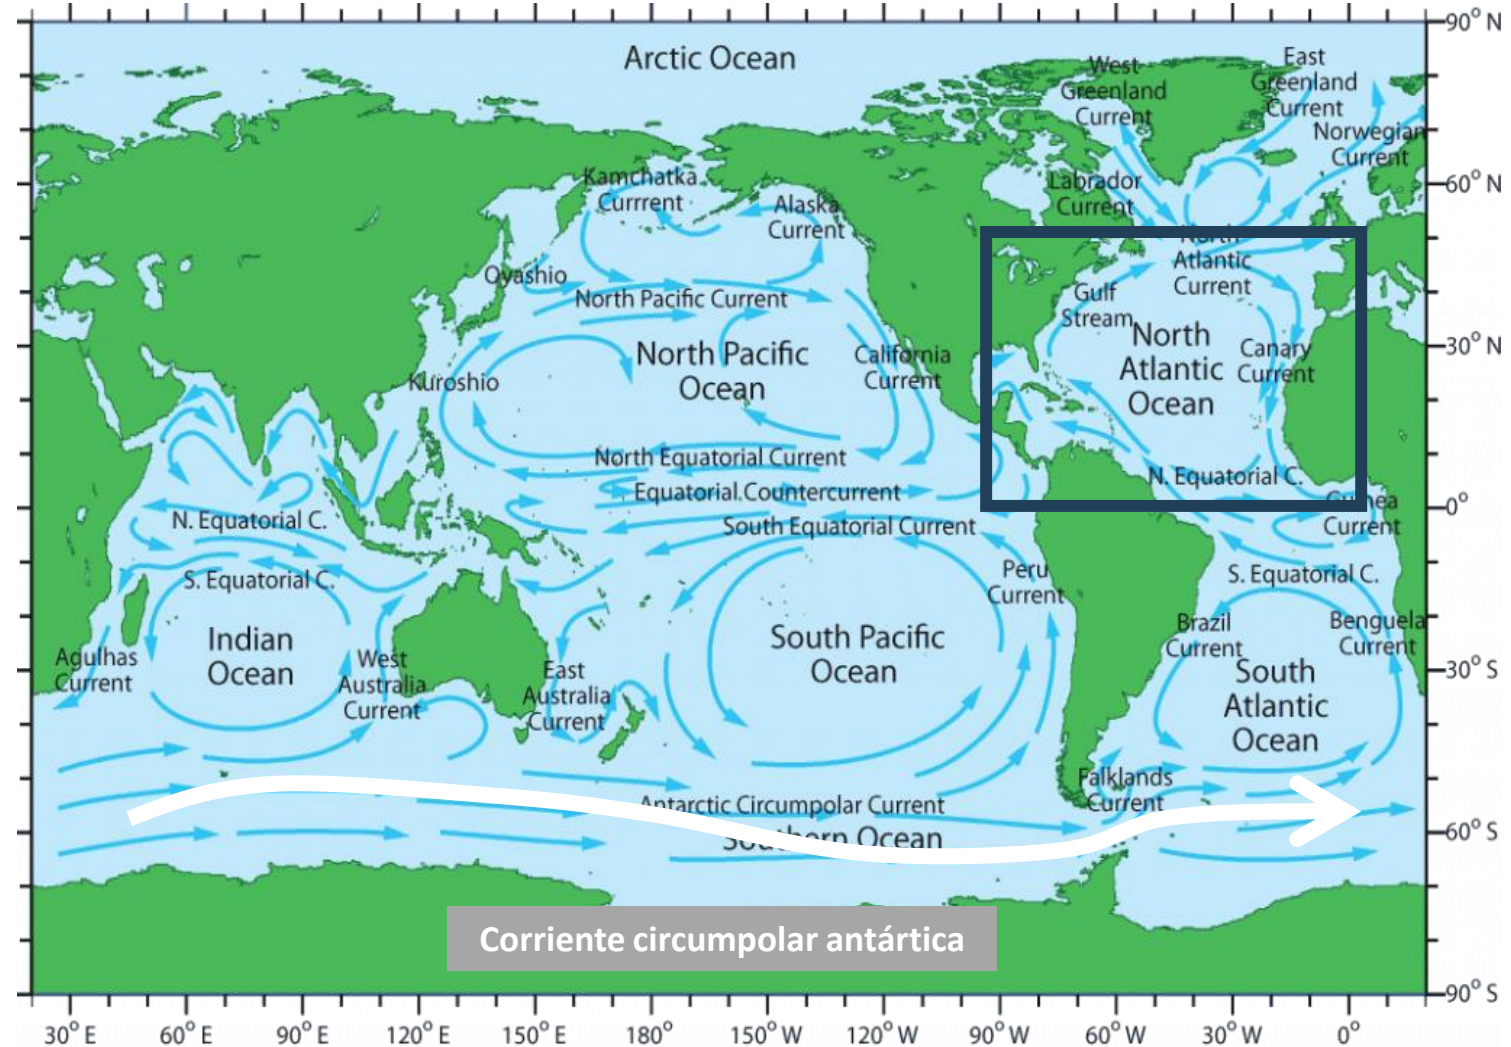 Arctic Ocean
West
Greenland
Current
East
Greenland
Current
Norwegian
Current
Labrador
Current
Kamchatka
Currrent
Alaska
Current
Oyashio
North Pacific Current
North
Atlantic
Current
Gulf
Stream
North
Atlantic
Ocean
Canary
Current
North Pacific
Ocean
California
Current
Kuroshio
North Equatorial Current
Equatorial Countercurrent
South Equatorial Current
N. Equatorial C.
Guinea
Current
N. Equatorial C.
S. Equatorial C.
S. Equatorial C.
Peru
Current
Brazil
Current
Benguela
Current
Indian
Ocean
South Pacific
Ocean
South
Atlantic
Ocean
Agulhas
Current
West
Australia
Current
East
Australia
Current
Falklands
Current
Antarctic Circumpolar Current
Southern Ocean
Corriente circumpolar antártica
90° N
60° N
30° N
0°
30° S
60° S
90° S
30° E
60° E
90° E
120° E
150° E
180°
150° W
120° W
90° W
60° W
30° W
0°